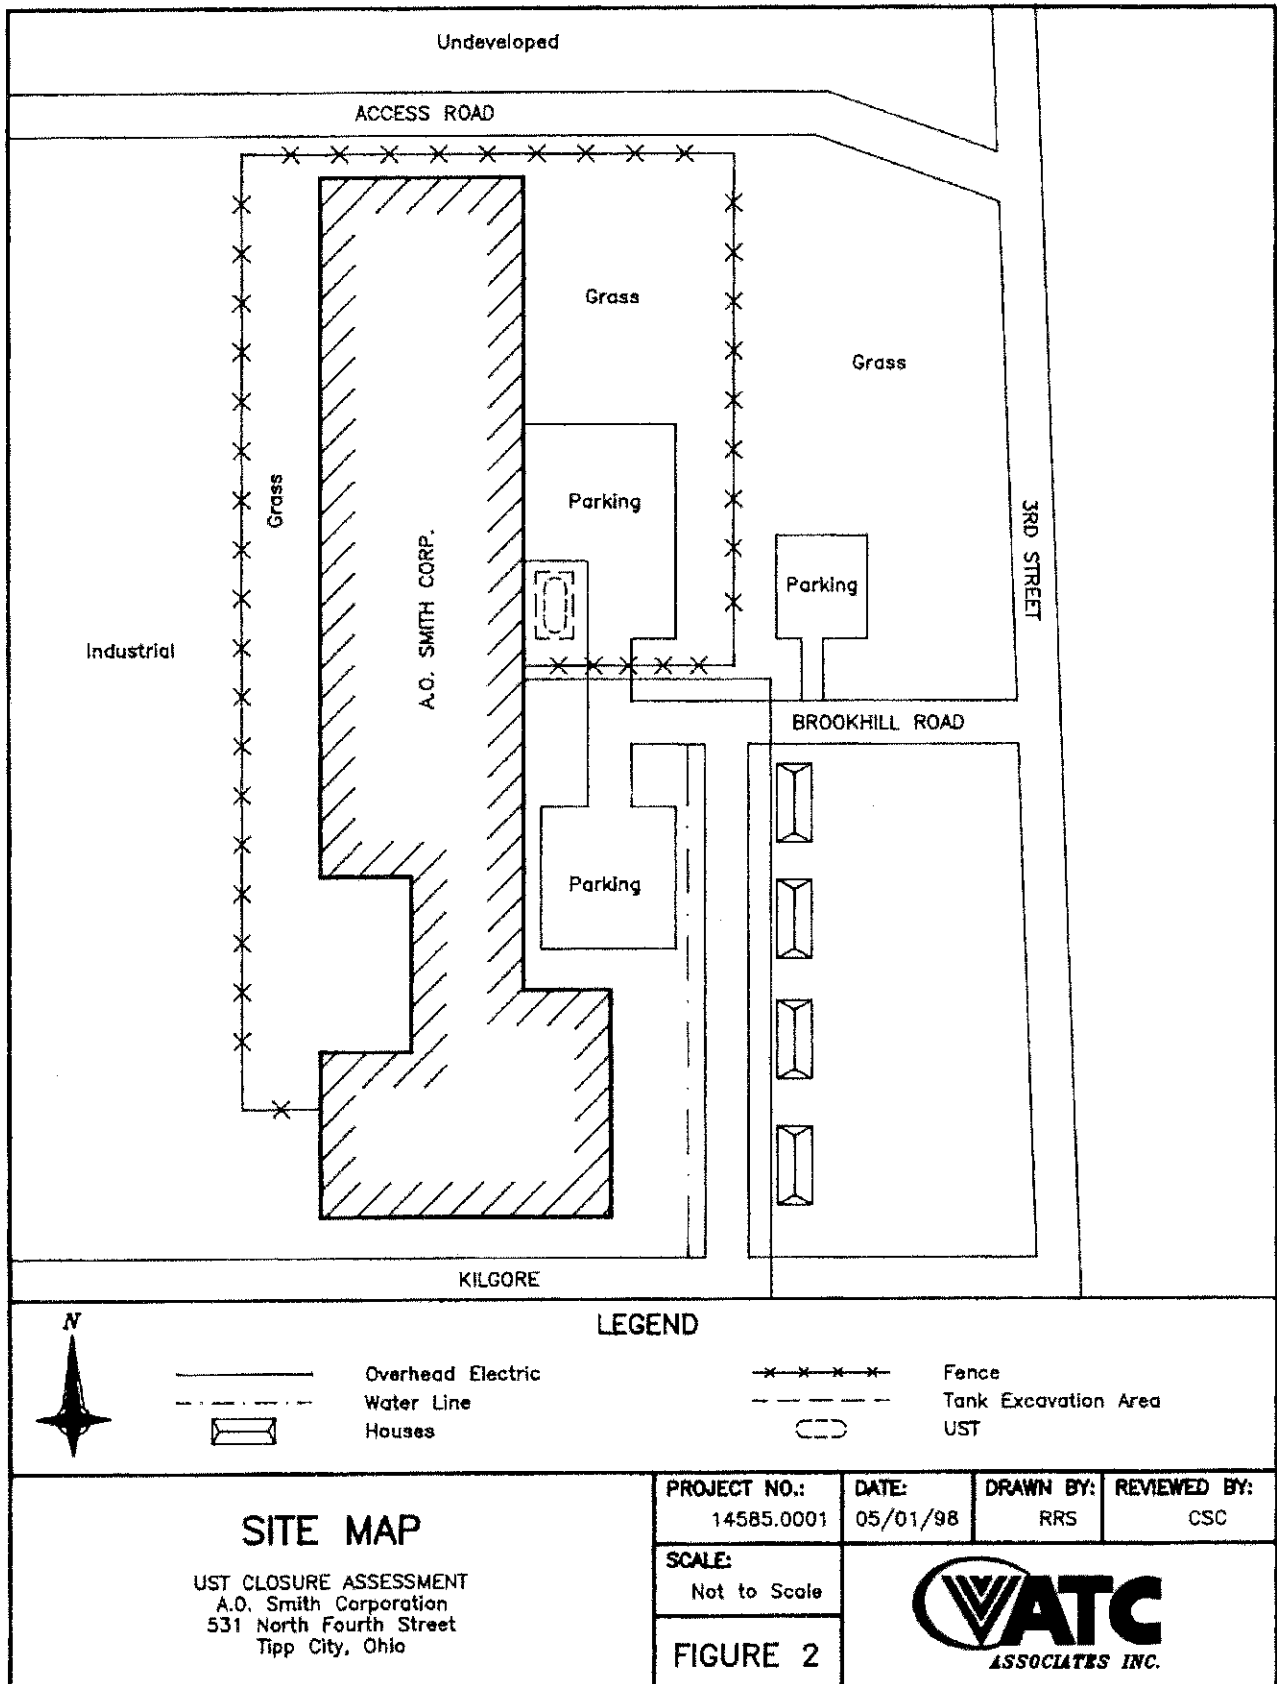 Undeveloped
ACCESS ROAD
Grass
Grass
Grass
Parking
A.O. SMITH CORP.
3RD STREET
Parking
Industrial
BROOKHILL ROAD
Parking
KILGORE
N
LEGEND
Overhead Electric
Water Line
Houses
Fence
Tank Excavation Area
UST
SITE MAP
UST CLOSURE ASSESSMENT
A.O. Smith Corporation
531 North Fourth Street
Tipp City, Ohio
PROJECT NO.:
14585.0001
DATE:
05/01/98
DRAWN BY:
RRS
REVIEWED BY:
CSC
SCALE:
Not to Scale
FIGURE 2
ATC
ASSOCIATES INC.